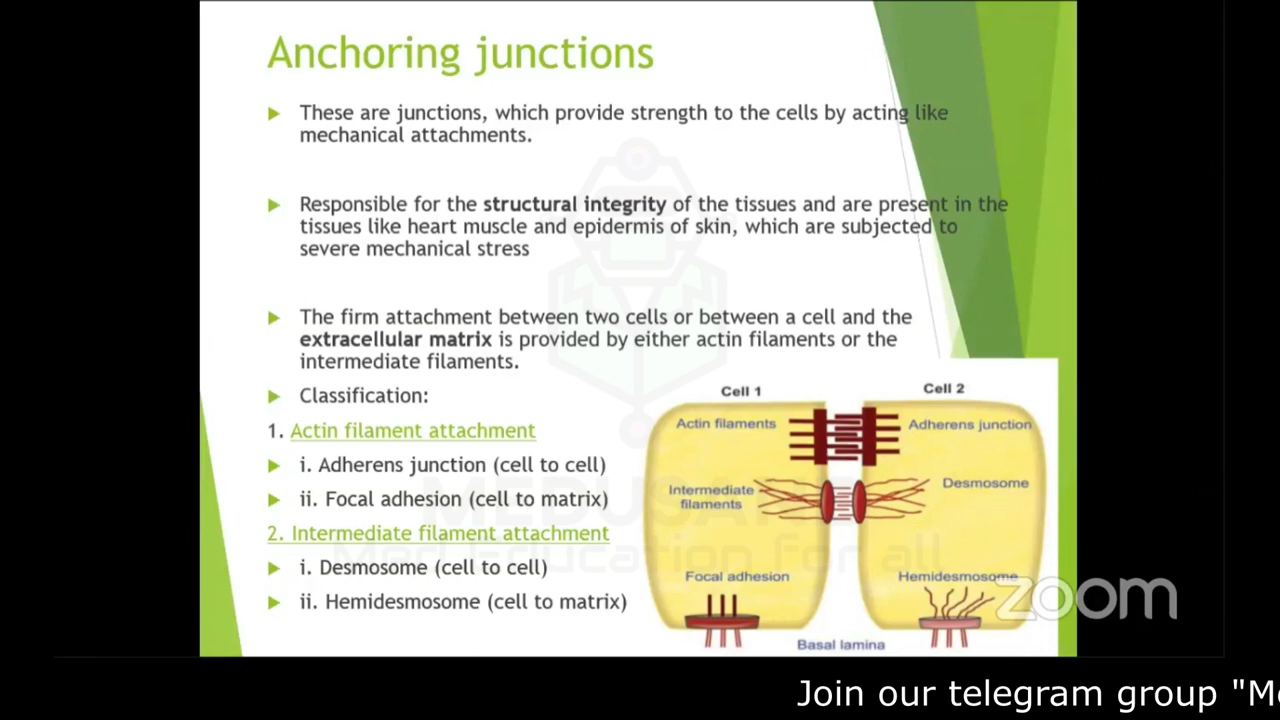 Anchoring junctions
These are junctions, which provide strength to the cells by acting like
mechanical attachments.
Responsible for the structural integrity of the tissues and are present in the
tissues like heart muscle and epidermis of skin, which are subjected to
severe mechanical stress
The firm attachment between two cells or between a cell and the
extracellular matrix is provided by either actin filaments or the
intermediate filaments.
Classification:
1. Actin filament attachment
i. Adherens junction (cell to cell)
ii. Focal adhesion (cell to matrix)
2. Intermediate filament attachment
i. Desmosome (cell to cell)
ii. Hemidesmosome (cell to matrix)
Cell 1
Cell 2
Actin filaments
Adherens junction
Intermediate
filaments
Desmosome
Focal adhesion
Hemidesmosome
Basal lamina
Med Education for all
zoom
Join our telegram group "Me